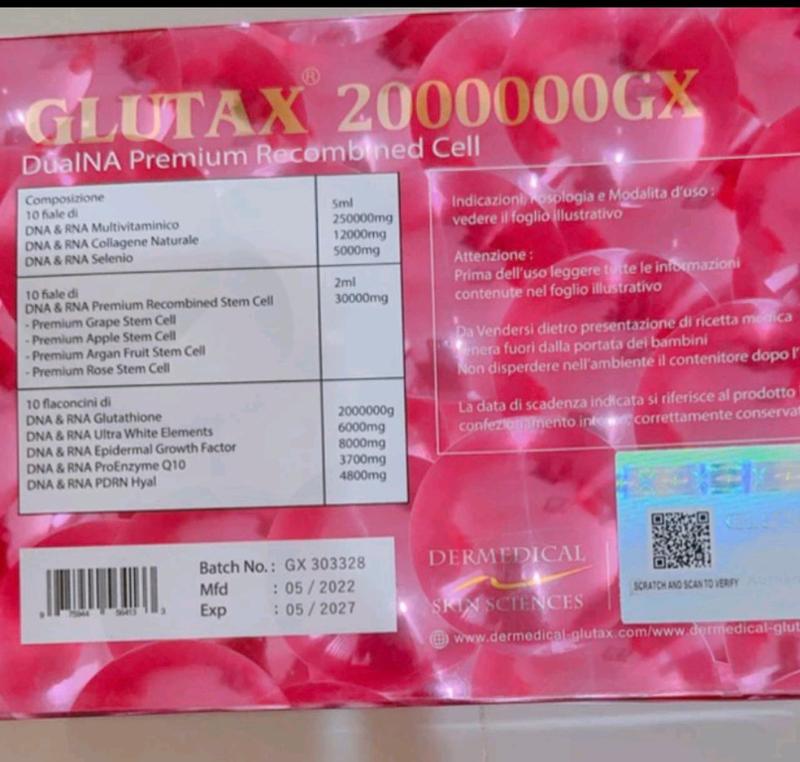 GLUTAX® 2000000GX
DualNA Premium Recombined Cell
Composizione
10 fiale di 5ml
DNA & RNA Multivitaminico 250000mg
DNA & RNA Collagene Naturale 12000mg
DNA & RNA Selenio 5000mg
10 fiale di 2ml
DNA & RNA Premium Recombined Stem Cell 30000mg
- Premium Grape Stem Cell
- Premium Apple Stem Cell
- Premium Argan Fruit Stem Cell
- Premium Rose Stem Cell
10 flaconcini di
DNA & RNA Glutathione 2000000g
DNA & RNA Ultra White Elements 6000mg
DNA & RNA Epidermal Growth Factor 8000mg
DNA & RNA ProEnzyme Q10 3700mg
DNA & RNA PDRN Hyal 4800mg
Indicazioni, Posologia e Modalita d'uso :
vedere il foglio illustrativo
Attenzione :
Prima dell'uso leggere tutte le informazioni
contenute nel foglio illustrativo
Da Vendersi dietro presentazione di ricetta medica
enera fuori dalla portata dei bambini
Non disperdere nell'ambiente il contenitore dopo l'
La data di scadenza indicata si riferisce al prodotto
correttamente conservat
Batch No. : GX 303328
Mfd : 05 / 2022
Exp : 05 / 2027
DERMEDICAL
SKIN SCIENCES
SCRATCH AND SCAN TO VERIFY
www.dermedical-glutax.com/www.dermedical-glut